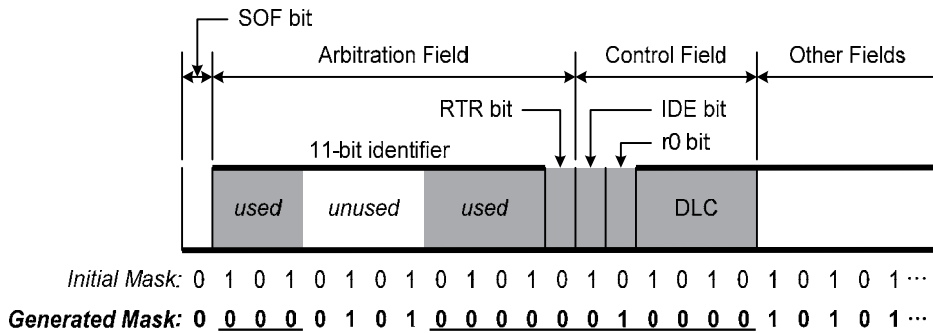 SOF bit
Arbitration Field
Control Field
Other Fields
RTR bit
IDE bit
r0 bit
11-bit identifier
used
unused
used
DLC
Initial Mask: 0 1 0 1 0 1 0 1 0 1 0 1 0 1 0 1 0 1 0 1 0 1 0 1 ···
Generated Mask: 0 0 0 0 0 1 0 1 0 0 0 0 0 0 1 0 0 0 0 1 0 1 0 1 ···